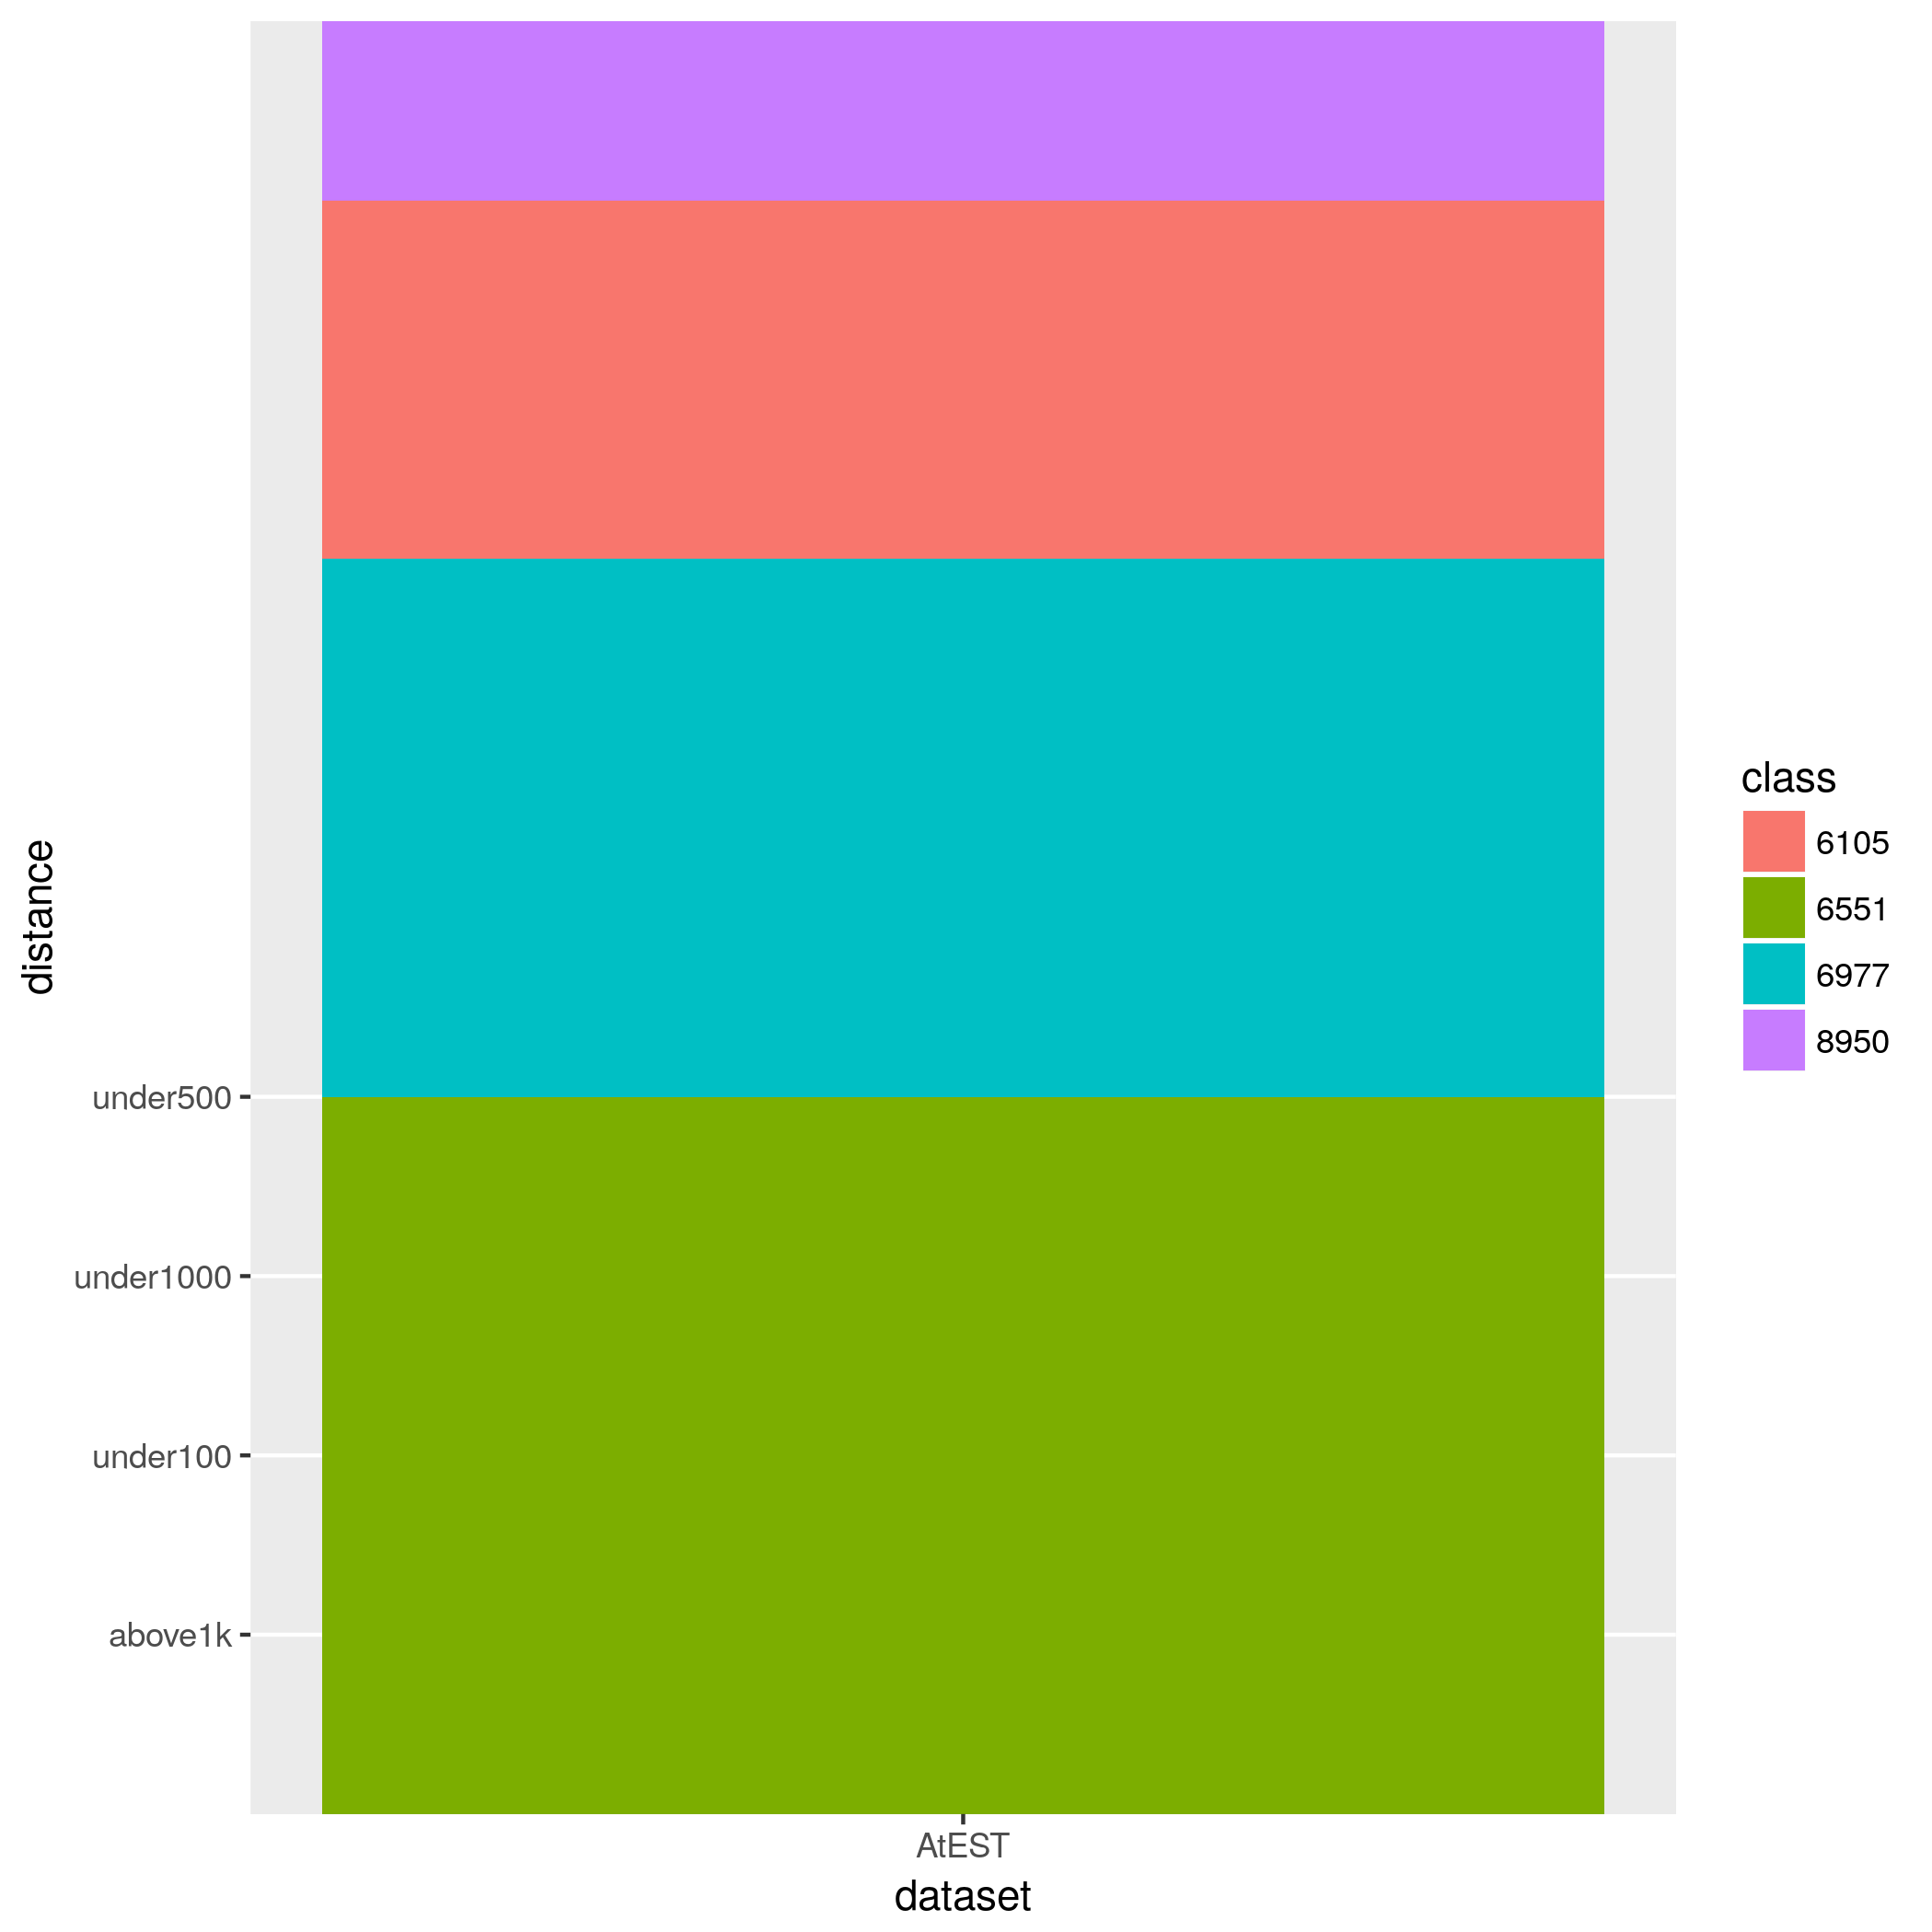 distance
under500
under1000
under100
above1k
AtEST
dataset
class
6105
6551
6977
8950